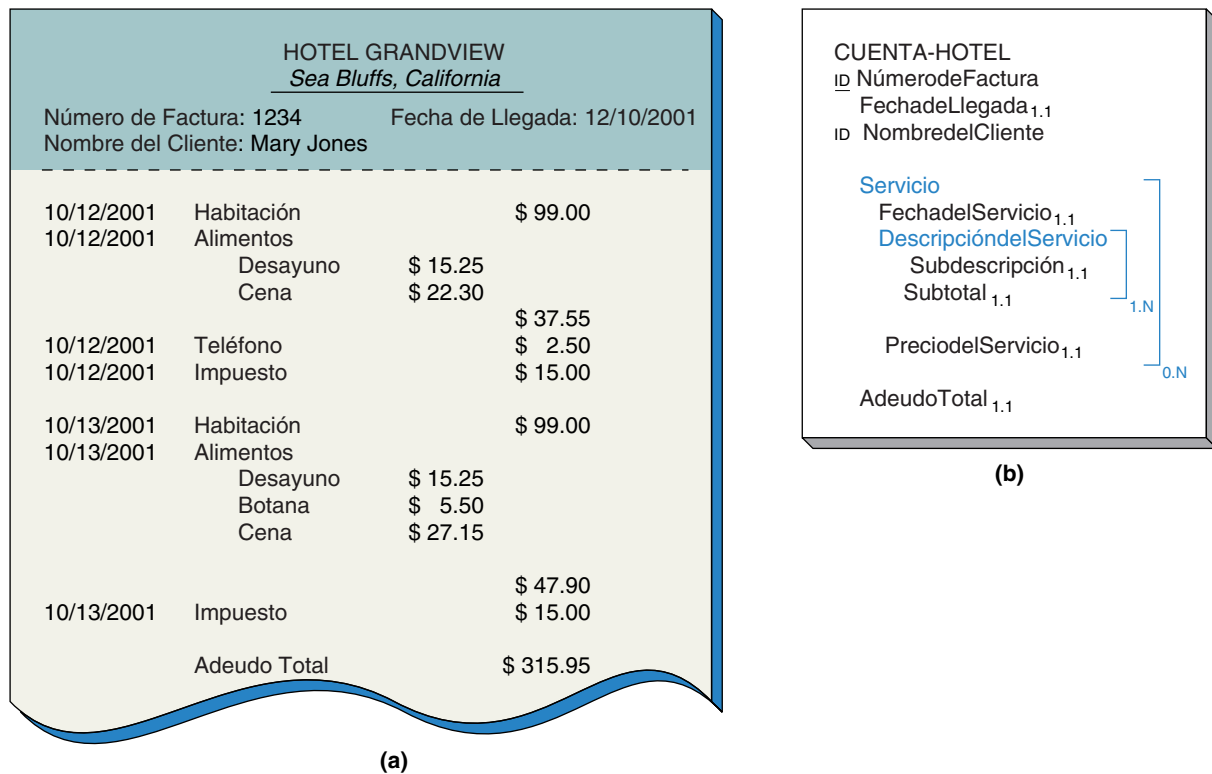 HOTEL GRANDVIEW
Sea Bluffs, California
Número de Factura: 1234 Fecha de Llegada: 12/10/2001
Nombre del Cliente: Mary Jones
10/12/2001 Habitación $ 99.00
10/12/2001 Alimentos
Desayuno $ 15.25
Cena $ 22.30
$ 37.55
10/12/2001 Teléfono $ 2.50
10/12/2001 Impuesto $ 15.00
10/13/2001 Habitación $ 99.00
10/13/2001 Alimentos
Desayuno $ 15.25
Botana $ 5.50
Cena $ 27.15
$ 47.90
10/13/2001 Impuesto $ 15.00
Adeudo Total $ 315.95
(a)
CUENTA-HOTEL
ID NúmerodeFactura
FechadeLlegada1.1
ID NombredelCliente
Servicio
FechadelServicio1.1
DescripcióndelServicio
Subdescripción1.1
Subtotal 1.1
1.N
PreciodelServicio1.1
0.N
AdeudoTotal 1.1
(b)